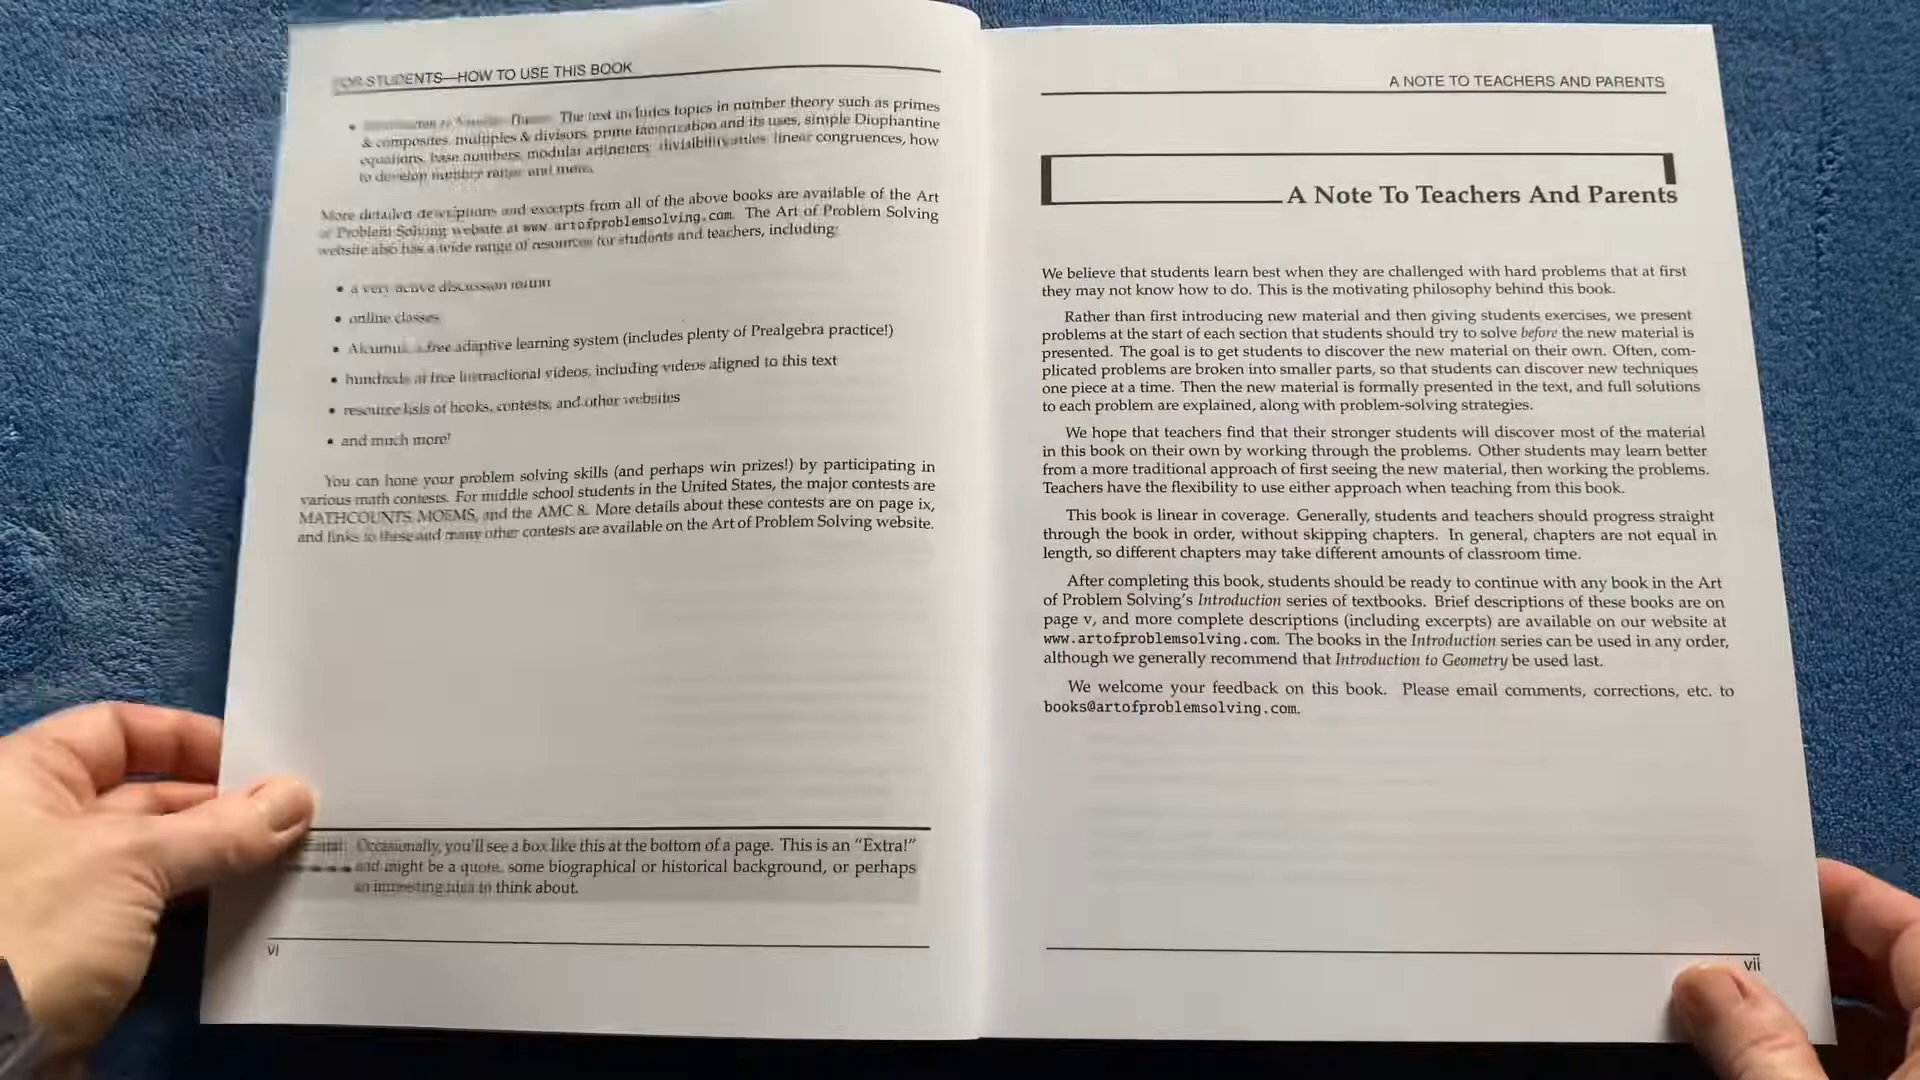 FOR STUDENTS—HOW TO USE THIS BOOK
• Theory. The text includes topics in number theory such as primes
& composites, multiples & divisors, prime factorization and its uses, simple Diophantine
equations, base numbers, modular arithmetic, divisibility rules, linear congruences, how
to develop number sense, and more.
More detailed descriptions and excerpts from all of the above books are available of the Art
of Problem Solving website at www.artofproblemsolving.com. The Art of Problem Solving
website also has a wide range of resources for students and teachers, including:
• a very active discussion forum
• online classes
• Alcumus, a free adaptive learning system (includes plenty of Prealgebra practice!)
• hundreds of free instructional videos, including videos aligned to this text
• resource lists of books, contests, and other websites
• and much more!
You can hone your problem solving skills (and perhaps win prizes!) by participating in
various math contests. For middle school students in the United States, the major contests are
MATHCOUNTS, MOEMS, and the AMC 8. More details about these contests are on page ix,
and links to these and many other contests are available on the Art of Problem Solving website.
Extra! Occasionally, you'll see a box like this at the bottom of a page. This is an “Extra!”
and might be a quote, some biographical or historical background, or perhaps
an interesting idea to think about.
vi
A NOTE TO TEACHERS AND PARENTS
A Note To Teachers And Parents
We believe that students learn best when they are challenged with hard problems that at first
they may not know how to do. This is the motivating philosophy behind this book.
Rather than first introducing new material and then giving students exercises, we present
problems at the start of each section that students should try to solve before the new material is
presented. The goal is to get students to discover the new material on their own. Often, com-
plicated problems are broken into smaller parts, so that students can discover new techniques
one piece at a time. Then the new material is formally presented in the text, and full solutions
to each problem are explained, along with problem-solving strategies.
We hope that teachers find that their stronger students will discover most of the material
in this book on their own by working through the problems. Other students may learn better
from a more traditional approach of first seeing the new material, then working the problems.
Teachers have the flexibility to use either approach when teaching from this book.
This book is linear in coverage. Generally, students and teachers should progress straight
through the book in order, without skipping chapters. In general, chapters are not equal in
length, so different chapters may take different amounts of classroom time.
After completing this book, students should be ready to continue with any book in the Art
of Problem Solving's Introduction series of textbooks. Brief descriptions of these books are on
page v, and more complete descriptions (including excerpts) are available on our website at
www.artofproblemsolving.com. The books in the Introduction series can be used in any order,
although we generally recommend that Introduction to Geometry be used last.
We welcome your feedback on this book. Please email comments, corrections, etc. to
books@artofproblemsolving.com.
vii